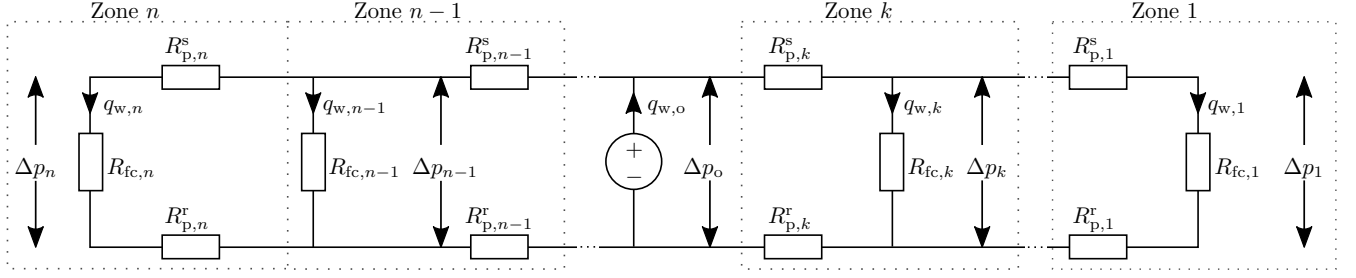 Zone n Zone n − 1 Zone k Zone 1
R^s_{p,n} R^s_{p,n−1} R^s_{p,k} R^s_{p,1}
q_{w,n} q_{w,n−1} q_{w,o} q_{w,k} q_{w,1}
+
Δp_n R_{fc,n} R_{fc,n−1} Δp_{n−1} Δp_o R_{fc,k} Δp_k R_{fc,1} Δp_1
−
R^r_{p,n} R^r_{p,n−1} R^r_{p,k} R^r_{p,1}